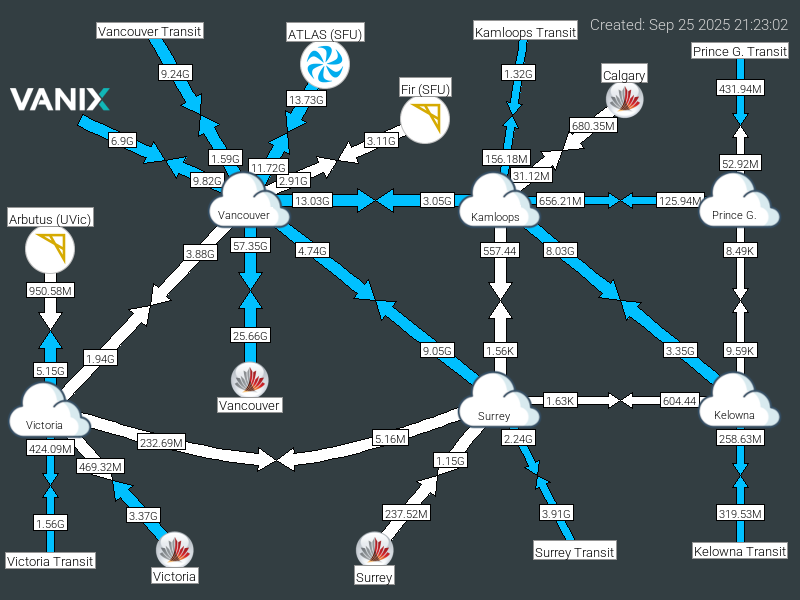 Created: Sep 25 2025 21:23:02
Vancouver Transit
ATLAS (SFU)
Kamloops Transit
Prince G. Transit
9.24G
1.32G
Calgary
431.94M
VANIX
13.73G
Fir (SFU)
680.35M
6.9G
3.11G
1.59G
156.18M
52.92M
11.72G
9.82G
2.91G
31.12M
13.03G
3.05G
656.21M
125.94M
Vancouver
Kamloops
Prince G.
Arbutus (UVic)
3.88G
57.35G
4.74G
557.44
8.03G
8.49K
950.58M
25.66G
1.94G
9.05G
1.56K
3.35G
9.59K
5.15G
Vancouver
1.63K
604.44
Victoria
Surrey
Kelowna
232.69M
5.16M
424.09M
2.24G
258.63M
469.32M
1.15G
3.37G
237.52M
3.91G
319.53M
1.56G
Victoria Transit
Victoria
Surrey
Surrey Transit
Kelowna Transit